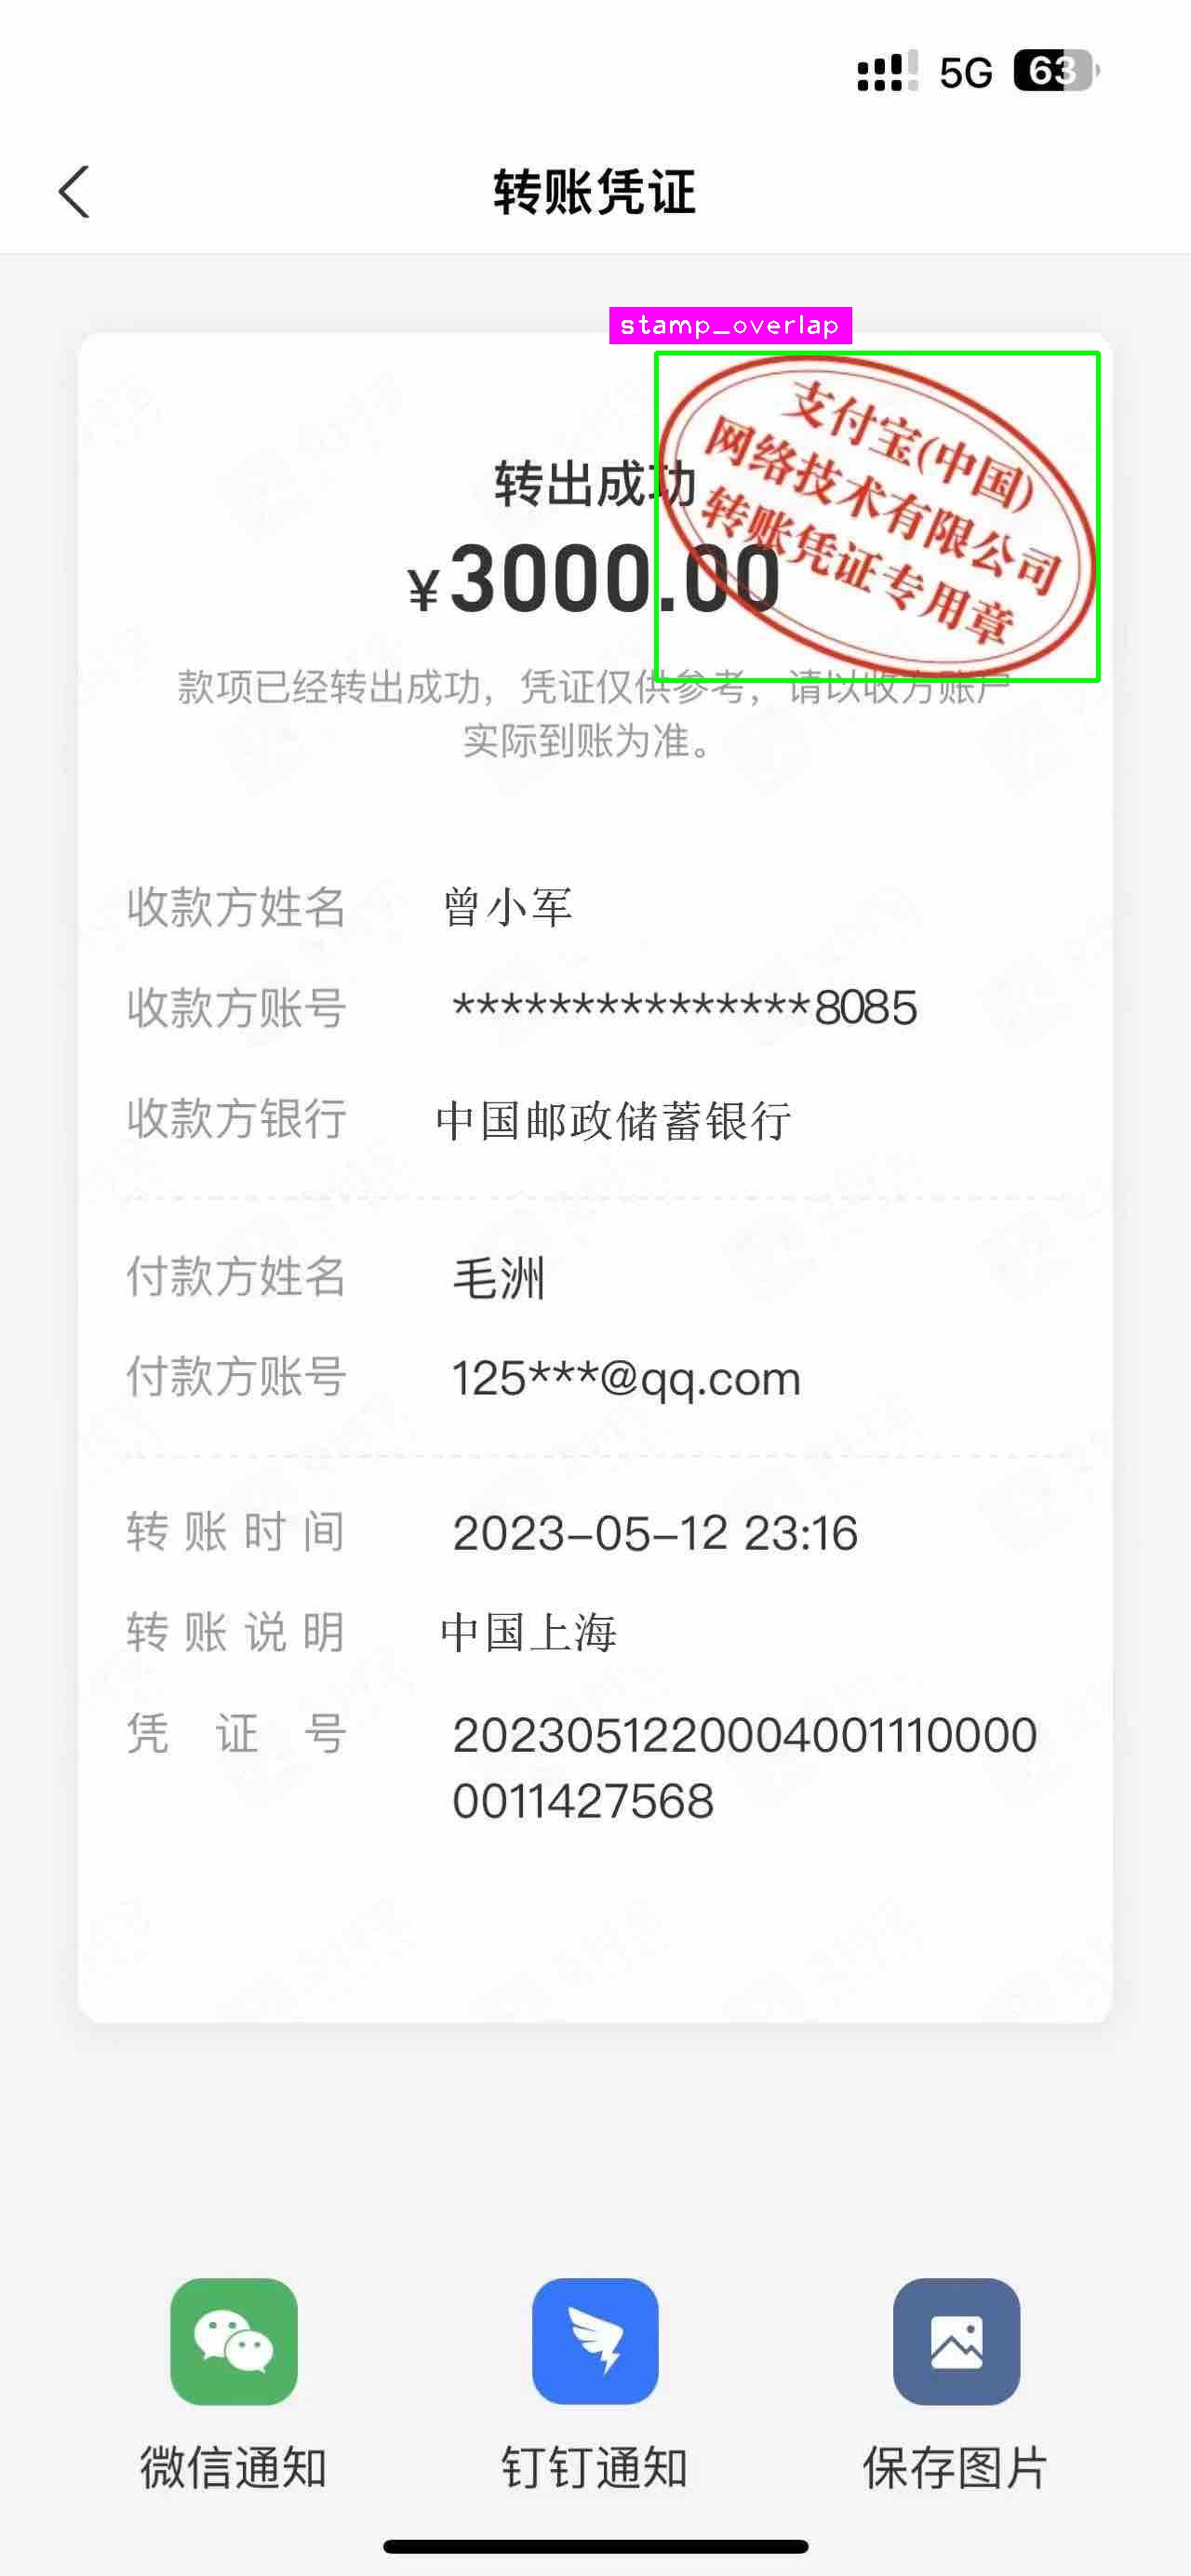 5G 63
转账凭证
stamp_overlap
支付宝(中国)
网络技术有限公司
转账凭证专用章
转出成功
¥3000.00
款项已经转出成功，凭证仅供参考，请以收方账户
实际到账为准。
收款方姓名 曾小军
收款方账号 ***************8085
收款方银行 中国邮政储蓄银行
付款方姓名 毛洲
付款方账号 125***@qq.com
转账时间 2023-05-12 23:16
转账说明 中国上海
凭证号 20230512200040011100000011427568
微信通知 钉钉通知 保存图片